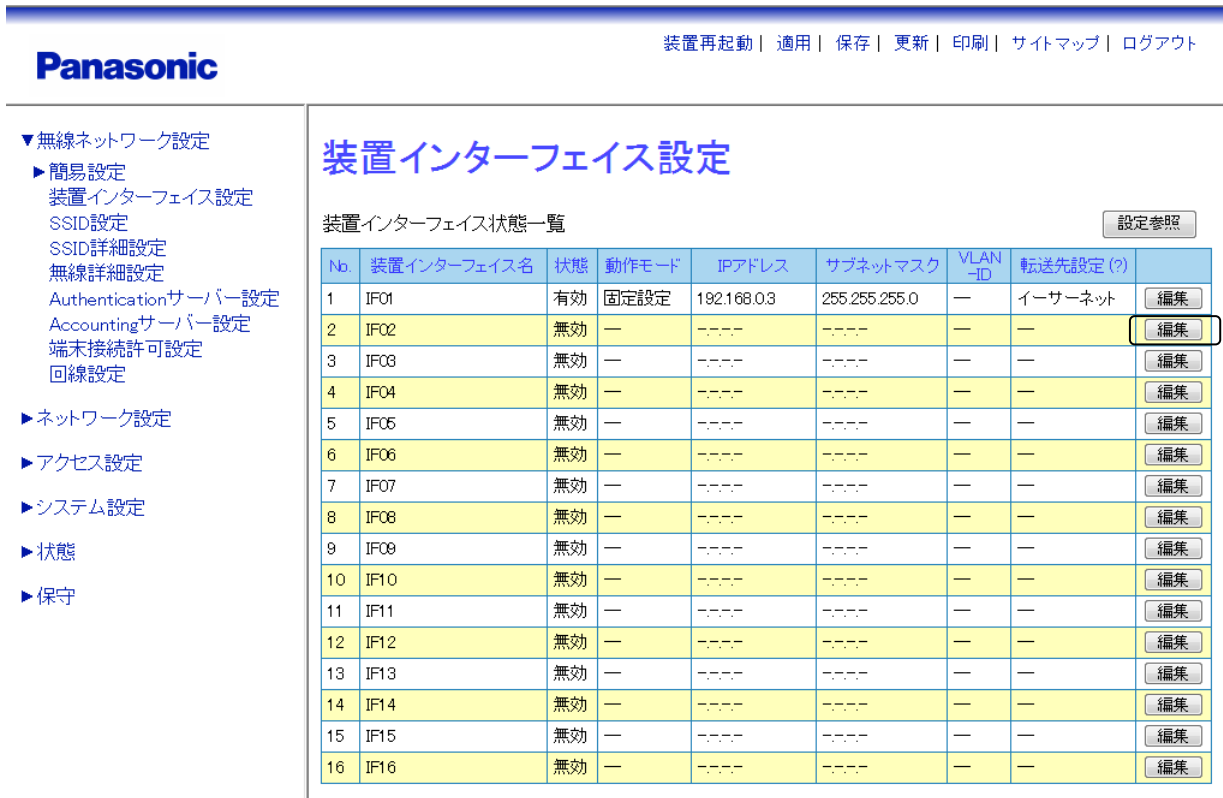 装置再起動| 適用| 保存| 更新| 印刷| サイトマップ| ログアウト
Panasonic
▼無線ネットワーク設定
▶簡易設定
装置インターフェイス設定
SSID設定
SSID詳細設定
無線詳細設定
Authenticationサーバー設定
Accountingサーバー設定
端末接続許可設定
回線設定
▶ネットワーク設定
▶アクセス設定
▶システム設定
▶状態
▶保守
装置インターフェイス設定
装置インターフェイス状態一覧 設定参照
No. 装置インターフェイス名 状態 動作モード IPアドレス サブネットマスク VLAN-ID 転送先設定(?)
1 IF01 有効 固定設定 192.168.0.3 255.255.255.0 — イーサーネット 編集
2 IF02 無効 — -.-.-.- -.-.-.- — — 編集
3 IF03 無効 — -.-.-.- -.-.-.- — — 編集
4 IF04 無効 — -.-.-.- -.-.-.- — — 編集
5 IF05 無効 — -.-.-.- -.-.-.- — — 編集
6 IF06 無効 — -.-.-.- -.-.-.- — — 編集
7 IF07 無効 — -.-.-.- -.-.-.- — — 編集
8 IF08 無効 — -.-.-.- -.-.-.- — — 編集
9 IF09 無効 — -.-.-.- -.-.-.- — — 編集
10 IF10 無効 — -.-.-.- -.-.-.- — — 編集
11 IF11 無効 — -.-.-.- -.-.-.- — — 編集
12 IF12 無効 — -.-.-.- -.-.-.- — — 編集
13 IF13 無効 — -.-.-.- -.-.-.- — — 編集
14 IF14 無効 — -.-.-.- -.-.-.- — — 編集
15 IF15 無効 — -.-.-.- -.-.-.- — — 編集
16 IF16 無効 — -.-.-.- -.-.-.- — — 編集